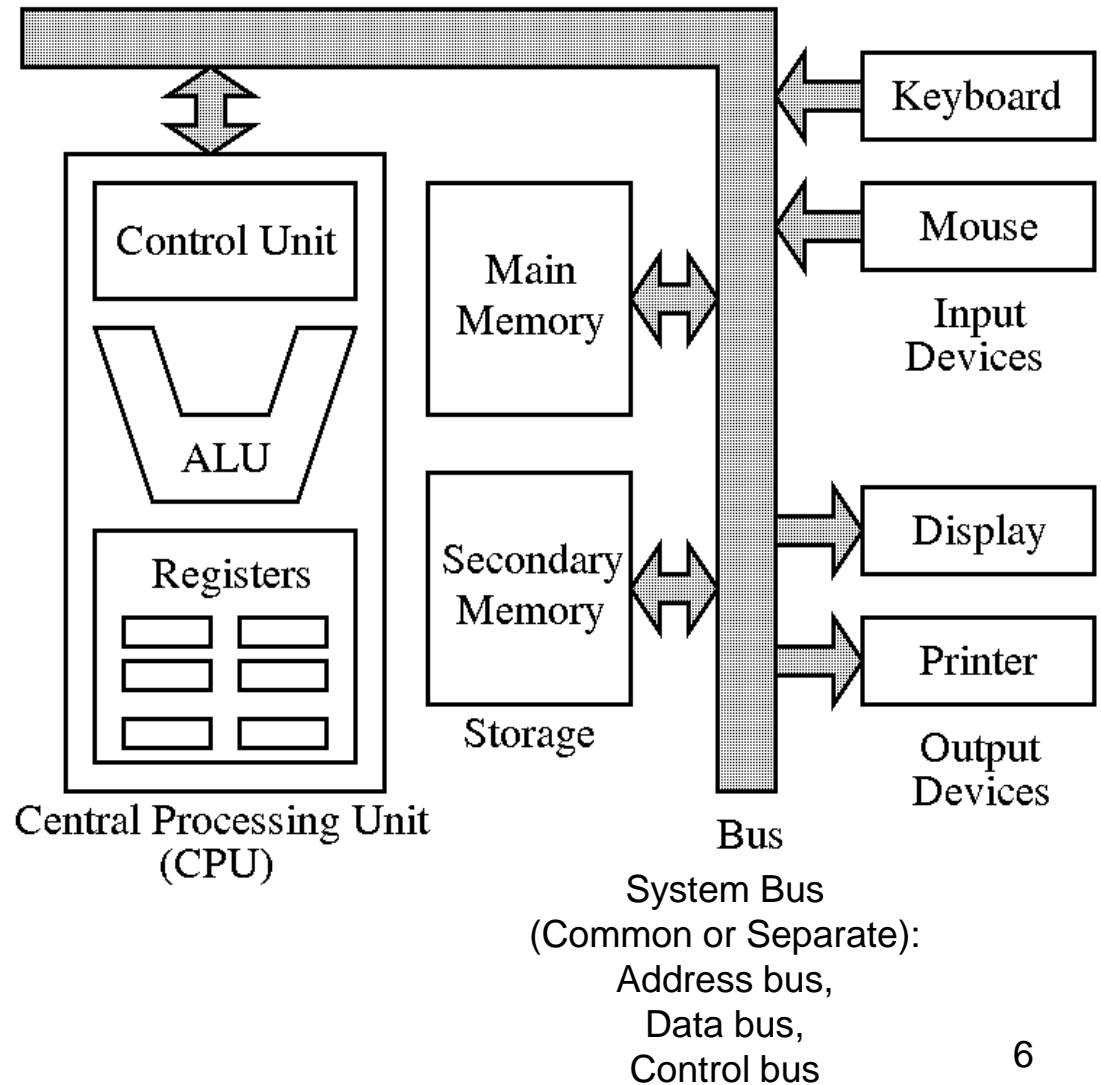 Control Unit
ALU
Registers
Central Processing Unit
(CPU)
Main
Memory
Secondary
Memory
Storage
Keyboard
Mouse
Input
Devices
Display
Printer
Output
Devices
Bus
System Bus
(Common or Separate):
Address bus,
Data bus,
Control bus
6